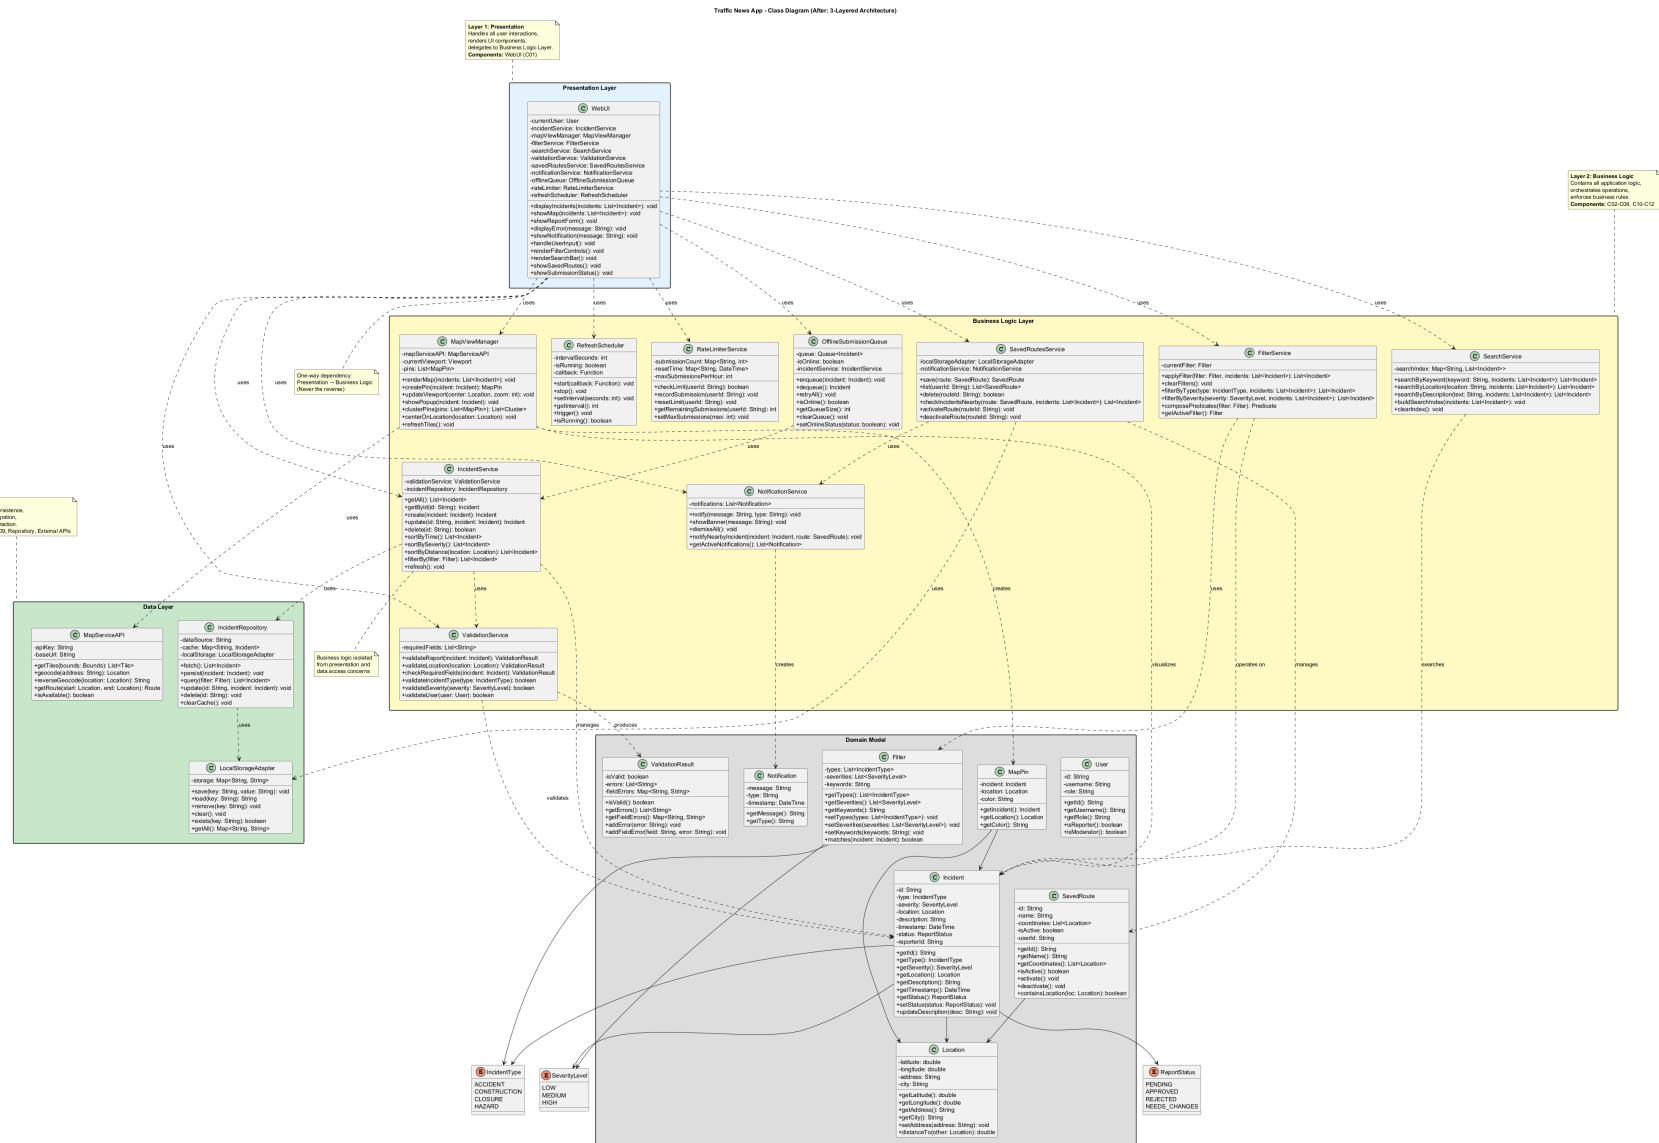 Traffic News App - Class Diagram (After: 3-Layered Architecture)
Layer 1: Presentation
Handles all user interactions,
renders UI components,
delegates to Business Logic Layer.
Components: WebUI (C01)
Presentation Layer
C WebUI
-currentUser: User
-incidentService: IncidentService
-mapViewManager: MapViewManager
-filterService: FilterService
-searchService: SearchService
-validationService: ValidationService
-savedRoutesService: SavedRoutesService
-notificationService: NotificationService
-offlineQueue: OfflineSubmissionQueue
-rateLimiter: RateLimiterService
-refreshScheduler: RefreshScheduler
+displayIncidents(incidents: List<Incident>): void
+showMap(incidents: List<Incident>): void
+showReportForm(): void
+displayError(message: String): void
+showNotification(message: String): void
+handleUserInput(): void
+renderFilterControls(): void
+renderSearchBar(): void
+showSavedRoutes(): void
+showSubmissionStatus(): void
Layer 2: Business Logic
Contains all application logic,
orchestrates operations,
enforces business rules.
Components: C02-C08, C10-C12
uses
uses
uses
uses
uses
uses
uses
Business Logic Layer
C MapViewManager
-mapServiceAPI: MapServiceAPI
-currentViewport: Viewport
-pins: List<MapPin>
+renderMap(incidents: List<Incident>): void
+createPin(incident: Incident): MapPin
+updateViewport(center: Location, zoom: int): void
+showPopup(incident: Incident): void
+clusterPins(pins: List<MapPin>): List<Cluster>
+centerOnLocation(location: Location): void
+refreshTiles(): void
C RefreshScheduler
-intervalSeconds: int
-isRunning: boolean
-callback: Function
+start(callback: Function): void
+stop(): void
+setInterval(seconds: int): void
+getInterval(): int
+trigger(): void
+isRunning(): boolean
C RateLimiterService
-submissionCount: Map<String, int>
-resetTime: Map<String, DateTime>
-maxSubmissionsPerHour: int
+checkLimit(userId: String): boolean
+recordSubmission(userId: String): void
+resetLimit(userId: String): void
+getRemainingSubmissions(userId: String): int
+setMaxSubmissions(max: int): void
C OfflineSubmissionQueue
-queue: Queue<Incident>
-isOnline: boolean
-incidentService: IncidentService
+enqueue(incident: Incident): void
+dequeue(): Incident
+retryAll(): void
+isOnline(): boolean
+getQueueSize(): int
+clearQueue(): void
+setOnlineStatus(status: boolean): void
C SavedRoutesService
-localStorageAdapter: LocalStorageAdapter
-notificationService: NotificationService
+save(route: SavedRoute): SavedRoute
+list(userId: String): List<SavedRoute>
+delete(routeId: String): boolean
+checkIncidentsNearby(route: SavedRoute, incidents: List<Incident>): List<Incident>
+activateRoute(routeId: String): void
+deactivateRoute(routeId: String): void
C FilterService
-currentFilter: Filter
+applyFilter(filter: Filter, incidents: List<Incident>): List<Incident>
+clearFilters(): void
+filterByType(type: IncidentType, incidents: List<Incident>): List<Incident>
+filterBySeverity(severity: SeverityLevel, incidents: List<Incident>): List<Incident>
+composePredicates(filter: Filter): Predicate
+getActiveFilter(): Filter
C SearchService
-searchIndex: Map<String, List<Incident>>
+searchByKeyword(keyword: String, incidents: List<Incident>): List<Incident>
+searchByLocation(location: String, incidents: List<Incident>): List<Incident>
+searchByDescription(text: String, incidents: List<Incident>): List<Incident>
+buildSearchIndex(incidents: List<Incident>): void
+clearIndex(): void
One-way dependency:
Presentation → Business Logic
(Never the reverse)
uses
uses
uses
uses
uses
C IncidentService
-validationService: ValidationService
-incidentRepository: IncidentRepository
+getAll(): List<Incident>
+getById(id: String): Incident
+create(incident: Incident): Incident
+update(id: String, incident: Incident): Incident
+delete(id: String): boolean
+sortByTime(): List<Incident>
+sortBySeverity(): List<Incident>
+sortByDistance(location: Location): List<Incident>
+filterBy(filter: Filter): List<Incident>
+refresh(): void
C NotificationService
-notifications: List<Notification>
+notify(message: String, type: String): void
+showBanner(message: String): void
+dismissAll(): void
+notifyNearbyIncident(incident: Incident, route: SavedRoute): void
+getActiveNotifications(): List<Notification>
rsistence,
gration,
raction.
09, Repository, External APIs
uses
uses
uses
uses
creates
uses
Data Layer
C MapServiceAPI
-apiKey: String
-baseUrl: String
+getTiles(bounds: Bounds): List<Tile>
+geocode(address: String): Location
+reverseGeocode(location: Location): String
+getRoute(start: Location, end: Location): Route
+isAvailable(): boolean
C IncidentRepository
-dataSource: String
-cache: Map<String, Incident>
-localStorage: LocalStorageAdapter
+fetch(): List<Incident>
+persist(incident: Incident): void
+query(filter: Filter): List<Incident>
+update(id: String, incident: Incident): void
+delete(id: String): void
+clearCache(): void
Business logic isolated
from presentation and
data access concerns
C ValidationService
-requiredFields: List<String>
+validateReport(incident: Incident): ValidationResult
+validateLocation(location: Location): ValidationResult
+checkRequiredFields(incident: Incident): ValidationResult
+validateIncidentType(type: IncidentType): boolean
+validateSeverity(severity: SeverityLevel): boolean
+validateUser(user: User): boolean
creates
visualizes
operates on
manages
searches
uses
manages
produces
C LocalStorageAdapter
-storage: Map<String, String>
+save(key: String, value: String): void
+load(key: String): String
+remove(key: String): void
+clear(): void
+exists(key: String): boolean
+getAll(): Map<String, String>
validates
Domain Model
C ValidationResult
-isValid: boolean
-errors: List<String>
-fieldErrors: Map<String, String>
+isValid(): boolean
+getErrors(): List<String>
+getFieldErrors(): Map<String, String>
+addError(error: String): void
+addFieldError(field: String, error: String): void
C Notification
-message: String
-type: String
-timestamp: DateTime
+getMessage(): String
+getType(): String
C Filter
-types: List<IncidentType>
-severities: List<SeverityLevel>
-keywords: String
+getTypes(): List<IncidentType>
+getSeverities(): List<SeverityLevel>
+getKeywords(): String
+setTypes(types: List<IncidentType>): void
+setSeverities(severities: List<SeverityLevel>): void
+setKeywords(keywords: String): void
+matches(incident: Incident): boolean
C MapPin
-incident: Incident
-location: Location
-color: String
+getIncident(): Incident
+getLocation(): Location
+getColor(): String
C User
-id: String
-username: String
-role: String
+getId(): String
+getUsername(): String
+getRole(): String
+isReporter(): boolean
+isModerator(): boolean
C Incident
-id: String
-type: IncidentType
-severity: SeverityLevel
-location: Location
-description: String
-timestamp: DateTime
-status: ReportStatus
-reporterId: String
+getId(): String
+getType(): IncidentType
+getSeverity(): SeverityLevel
+getLocation(): Location
+getDescription(): String
+getTimestamp(): DateTime
+getStatus(): ReportStatus
+setStatus(status: ReportStatus): void
+updateDescription(desc: String): void
C SavedRoute
-id: String
-name: String
-coordinates: List<Location>
-isActive: boolean
-userId: String
+getId(): String
+getName(): String
+getCoordinates(): List<Location>
+isActive(): boolean
+activate(): void
+deactivate(): void
+containsLocation(loc: Location): boolean
E IncidentType
ACCIDENT
CONSTRUCTION
CLOSURE
HAZARD
E SeverityLevel
LOW
MEDIUM
HIGH
C Location
-latitude: double
-longitude: double
-address: String
-city: String
+getLatitude(): double
+getLongitude(): double
+getAddress(): String
+getCity(): String
+setAddress(address: String): void
+distanceTo(other: Location): double
E ReportStatus
PENDING
APPROVED
REJECTED
NEEDS_CHANGES